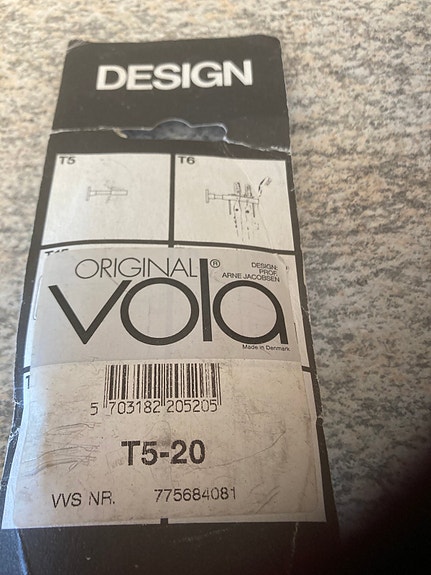 DESIGN
T5
T6
ORIGINAL®
DESIGN:
PROF.
ARNE JACOBSEN
vola
Made in Denmark
5 703182 205205
T5-20
VVS NR. 775684081